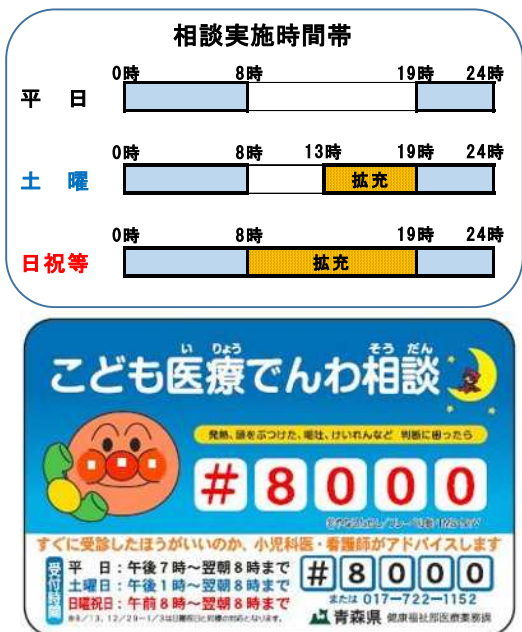 相談実施時間帯
0時 8時 19時 24時
平日
0時 8時 13時 19時 24時
土曜 拡充
0時 8時 19時 24時
日祝等 拡充
い りょう そう だん
こども医療でんわ相談
発熱、頭をぶつけた、嘔吐、けいれんなど 判断に困ったら
#8000
すぐに受診したほうがいいのか、小児科医・看護師がアドバイスします
受付時間
平 日:午後7時～翌朝8時まで
土曜日:午後1時～翌朝8時まで
日曜祝日:午前8時～翌朝8時まで
#8000
または 017-722-1152
青森県 健康福祉部医療薬務課